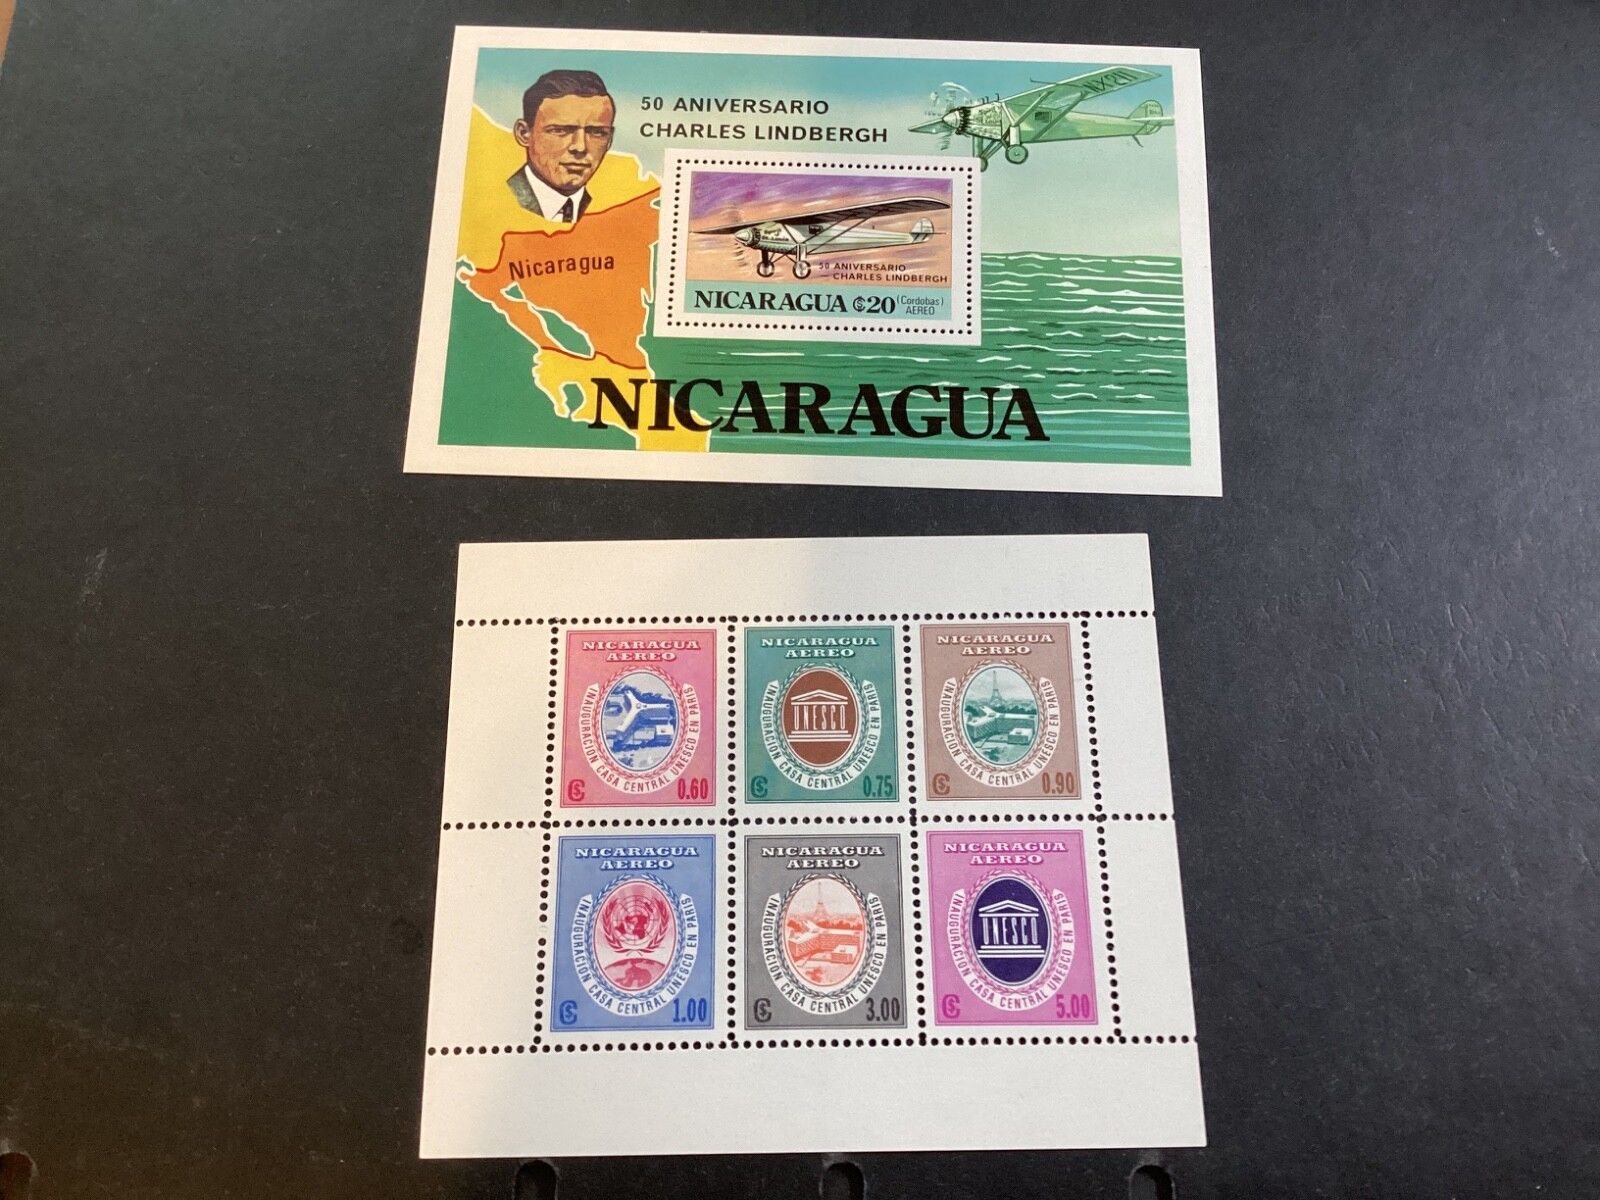 50 ANIVERSARIO
CHARLES LINDBERGH
NX-211
Nicaragua
50 ANIVERSARIO
CHARLES LINDBERGH
NICARAGUA C$20 (Cordobas)
AEREO
NICARAGUA
NICARAGUA
AEREO
INAUGURACION CASA CENTRAL UNESCO EN PARIS
C$ 0.60
NICARAGUA
AEREO
UNESCO
INAUGURACION CASA CENTRAL UNESCO EN PARIS
C$ 0.75
NICARAGUA
AEREO
INAUGURACION CASA CENTRAL UNESCO EN PARIS
C$ 0.90
NICARAGUA
AEREO
INAUGURACION CASA CENTRAL UNESCO EN PARIS
C$ 1.00
NICARAGUA
AEREO
INAUGURACION CASA CENTRAL UNESCO EN PARIS
C$ 3.00
NICARAGUA
AEREO
UNESCO
INAUGURACION CASA CENTRAL UNESCO EN PARIS
C$ 5.00